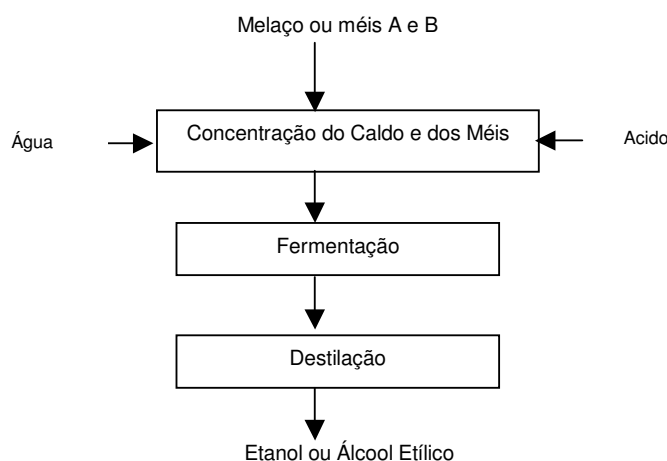 Melaço ou méis A e B
Água
Concentração do Caldo e dos Méis
Acido
Fermentação
Destilação
Etanol ou Álcool Etílico